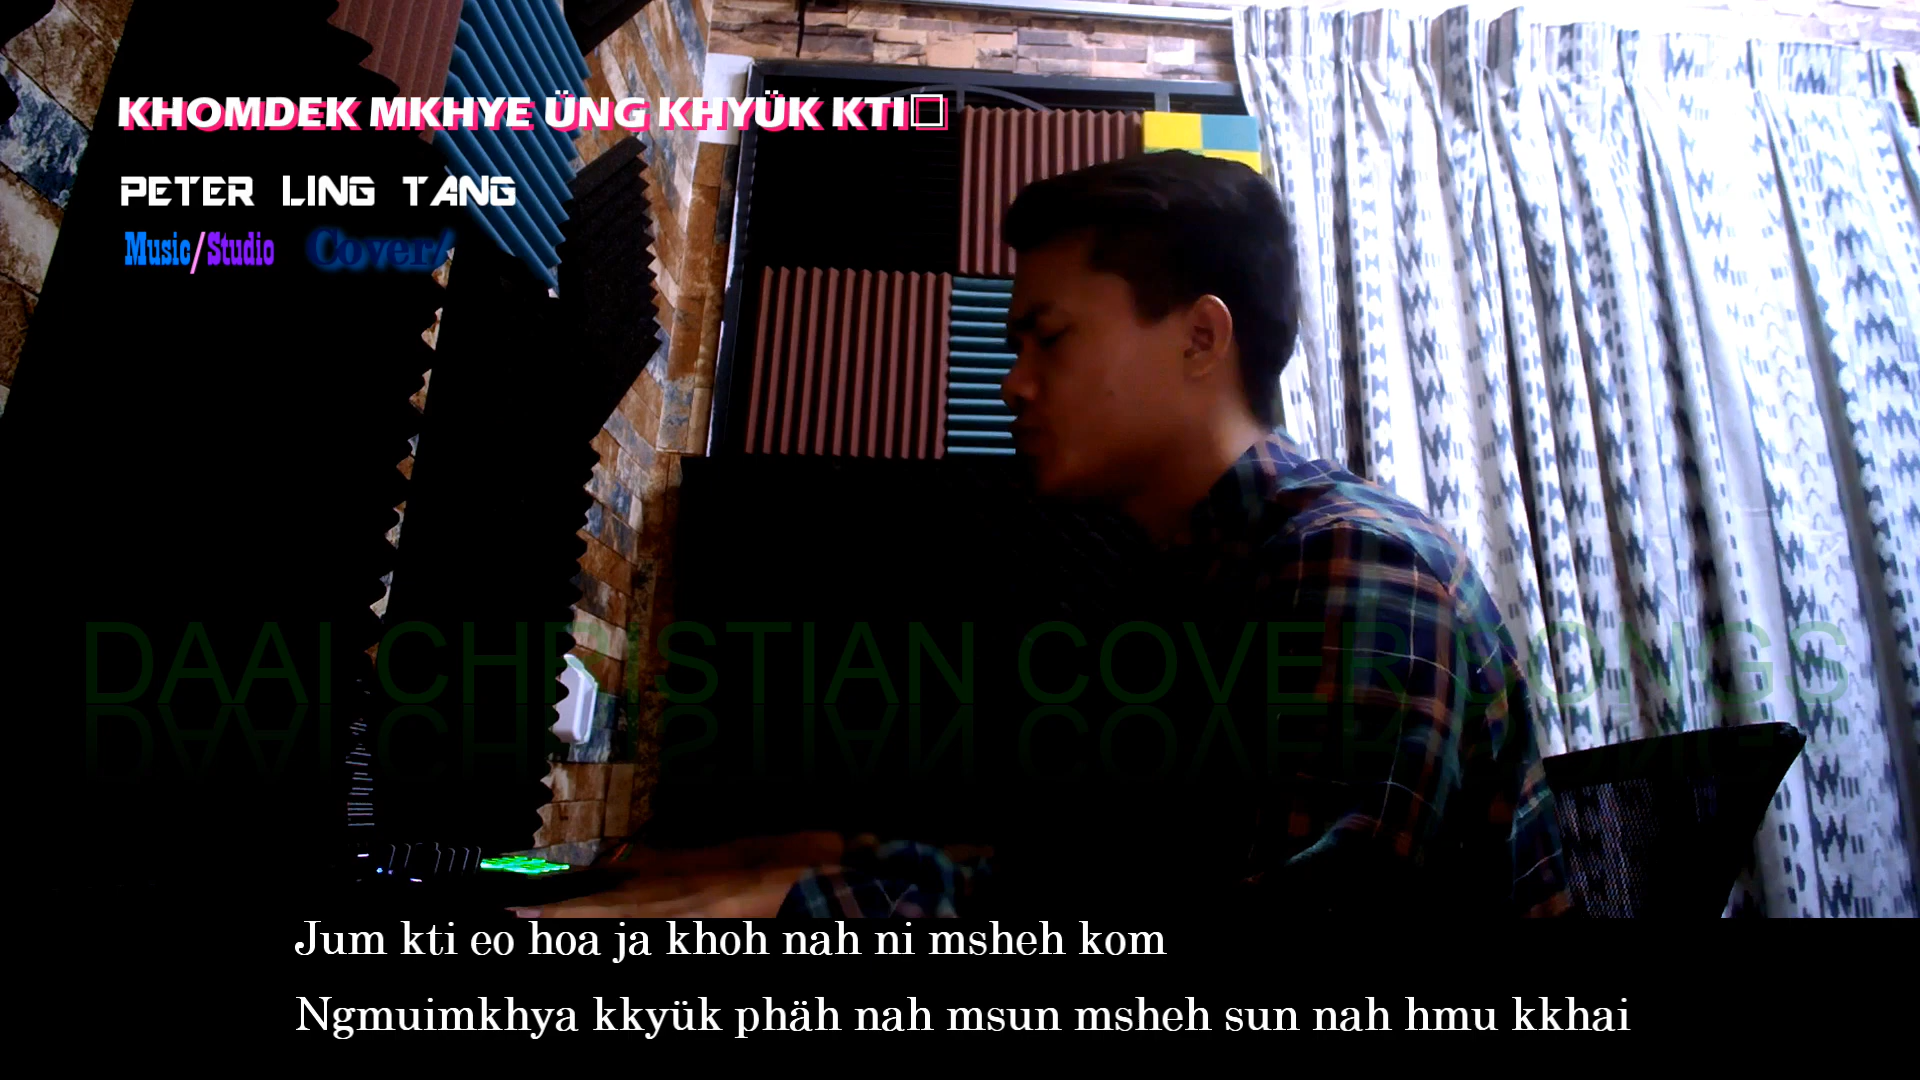 KHOMDEK MKHYE ÜNG KHYÜK KTI□
PETER LING TANG
Music/Studio Cover/
DAAI CHRISTIAN COVER SONGS
Jum kti eo hoa ja khoh nah ni msheh kom
Ngmuimkhya kkyük phäh nah msun msheh sun nah hmu kkhai